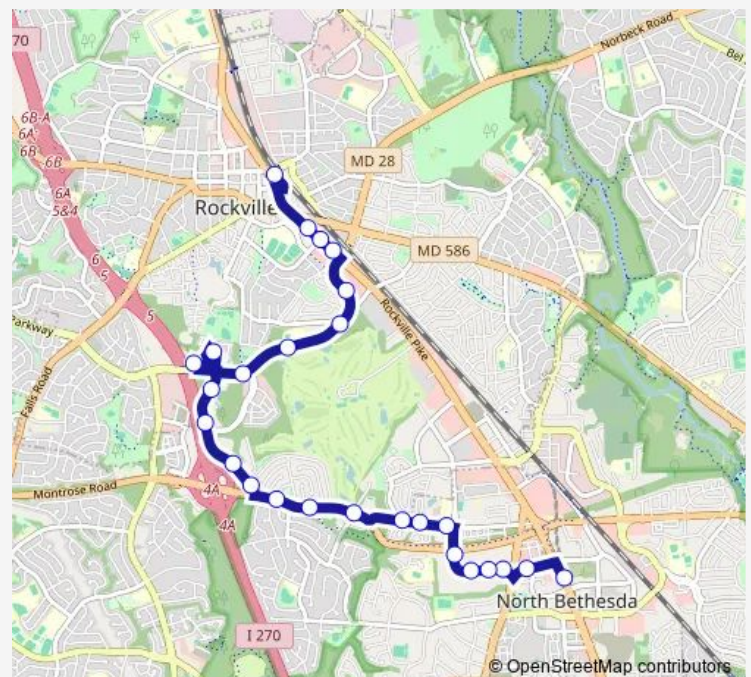 70
Norbeck Road
Bel
6B-A
6A
6B
6B
MD 28
6A
5&4
Rockville
MD 586
6
5
5
Parkway
Rockville Pike
Falls Road
Montrose Road
4A
4A
North Bethesda
I 270
© OpenStreetMap contributors